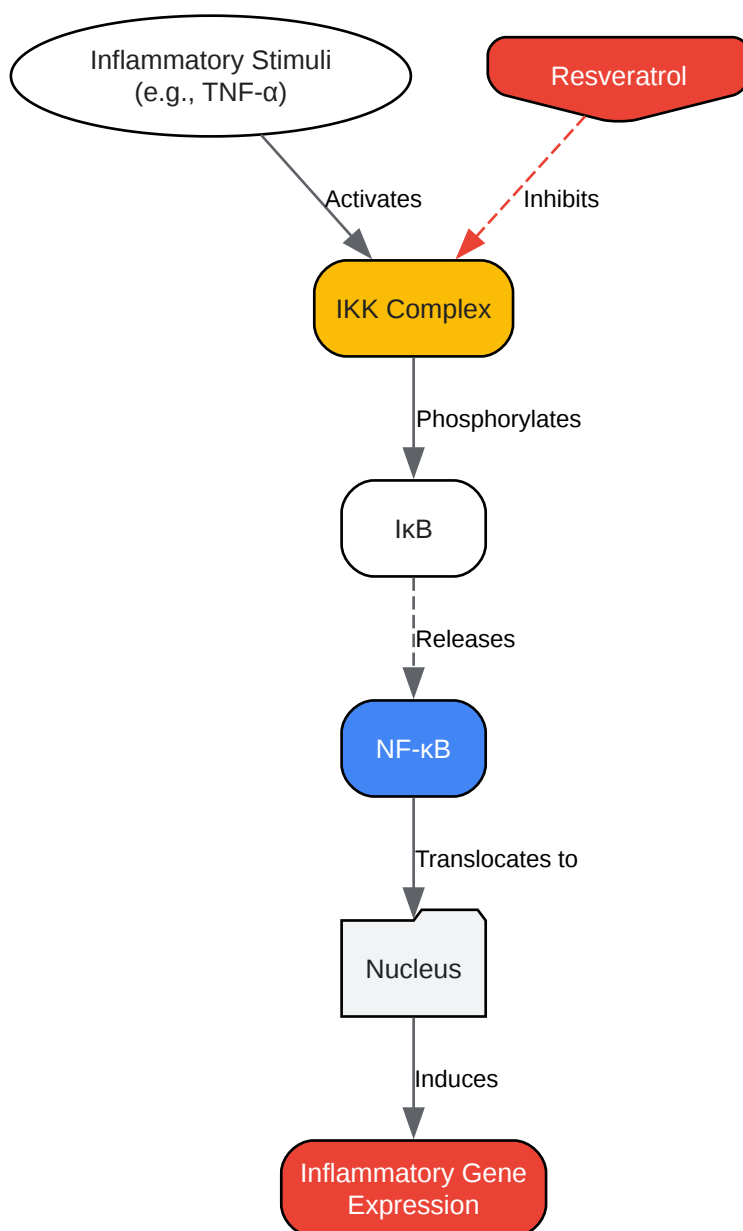 Inflammatory Stimuli
(e.g., TNF-α)
Resveratrol
Activates
Inhibits
IKK Complex
Phosphorylates
IκB
Releases
NF-κB
Translocates to
Nucleus
Induces
Inflammatory Gene
Expression